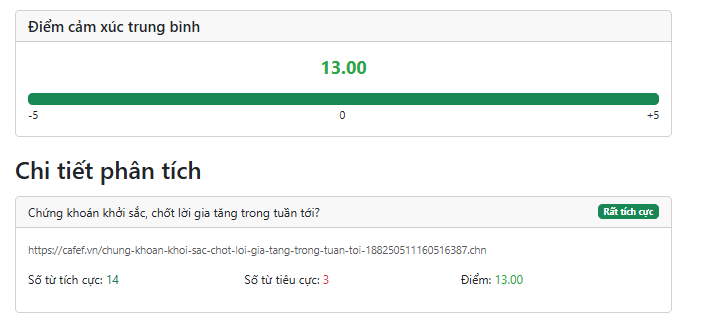 Điểm cảm xúc trung bình
13.00
-5 0 +5
Chi tiết phân tích
Chứng khoán khởi sắc, chốt lời gia tăng trong tuần tới? Rất tích cực
https://cafef.vn/chung-khoan-khoi-sac-chot-loi-gia-tang-trong-tuan-toi-188250511160516387.chn
Số từ tích cực: 14 Số từ tiêu cực: 3 Điểm: 13.00